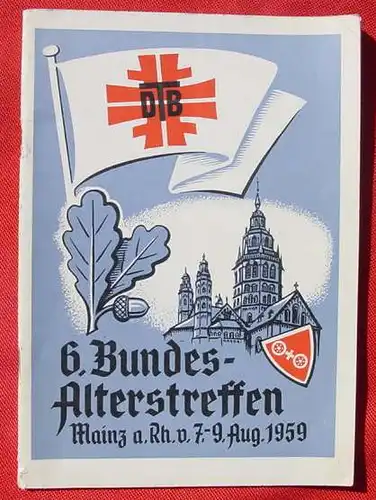 DTB
6. Bundes-
Alterstreffen
Mainz a. Rh. v. 7.-9. Aug. 1959